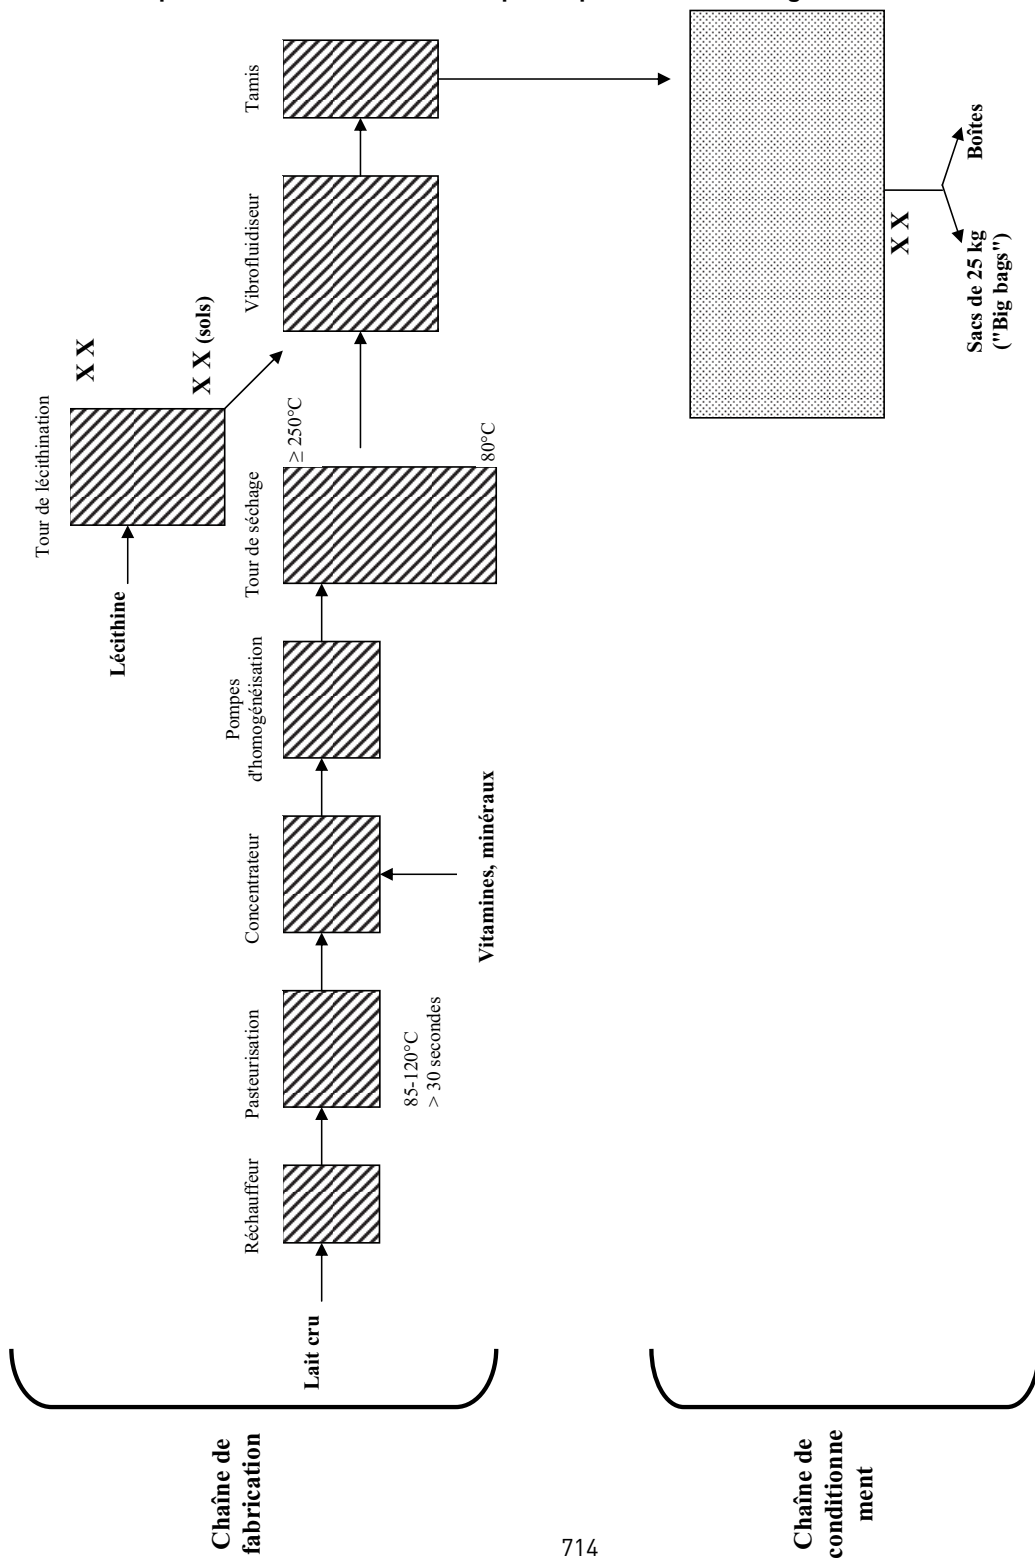 Chaîne de
fabrication
Lait cru
Réchauffeur
Pasteurisation
85-120°C
> 30 secondes
Concentrateur
Vitamines, minéraux
Pompes
d'homogénéisation
Tour de séchage
≥ 250°C
80°C
Lécithine
Tour de lécithination
X X
X X (sols)
Vibrofluidiseur
Tamis
Chaîne de
conditionne
ment
X X
Sacs de 25 kg
("Big bags")
Boîtes
714